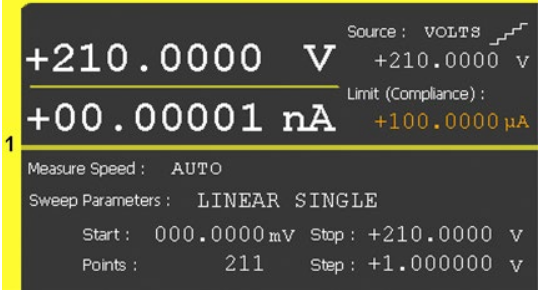 Source : VOLTS
+210.0000 V
+210.0000 V
Limit (Compliance) :
+00.00001 nA
+100.0000 µA
1
Measure Speed : AUTO
Sweep Parameters : LINEAR SINGLE
Start : 000.0000 mV Stop : +210.0000 V
Points : 211 Step : +1.000000 V